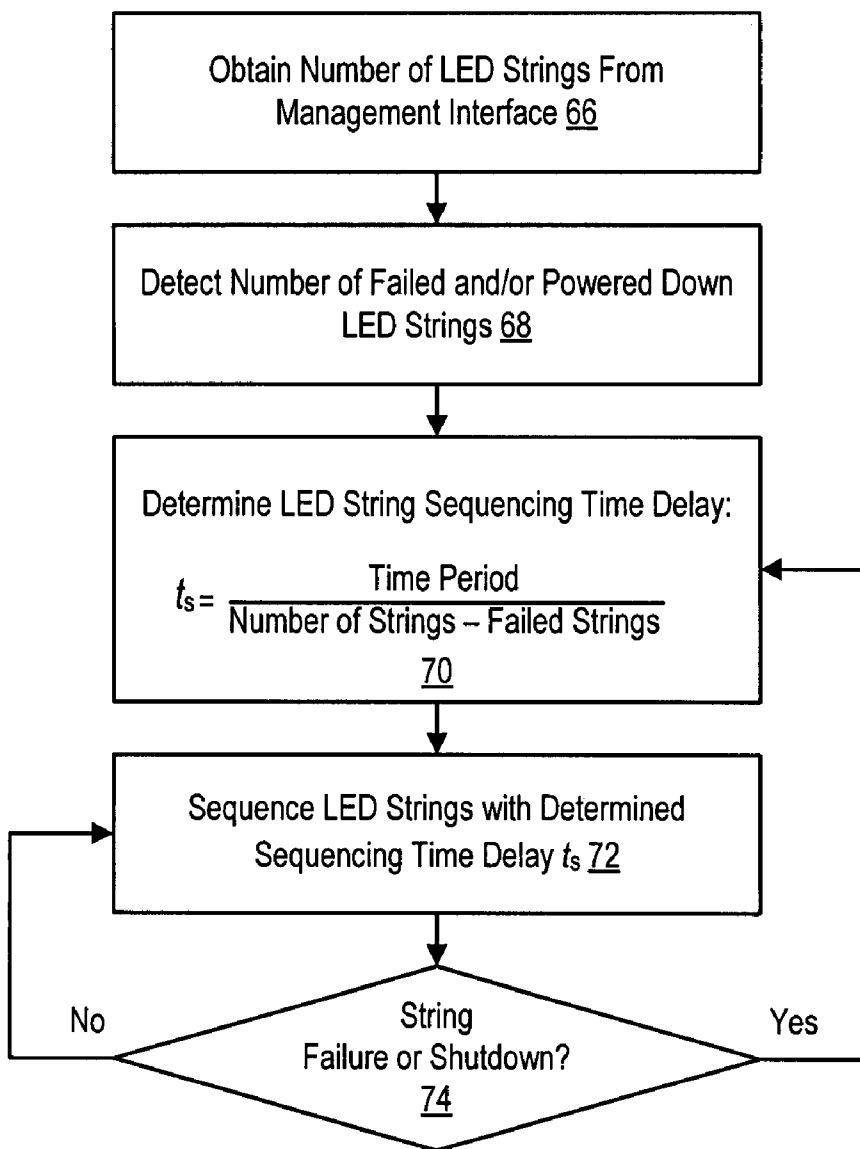 Obtain Number of LED Strings From
Management Interface 66
Detect Number of Failed and/or Powered Down
LED Strings 68
Determine LED String Sequencing Time Delay:
ts = Time Period
Number of Strings – Failed Strings
70
Sequence LED Strings with Determined
Sequencing Time Delay ts 72
No
String
Yes
Failure or Shutdown?
74